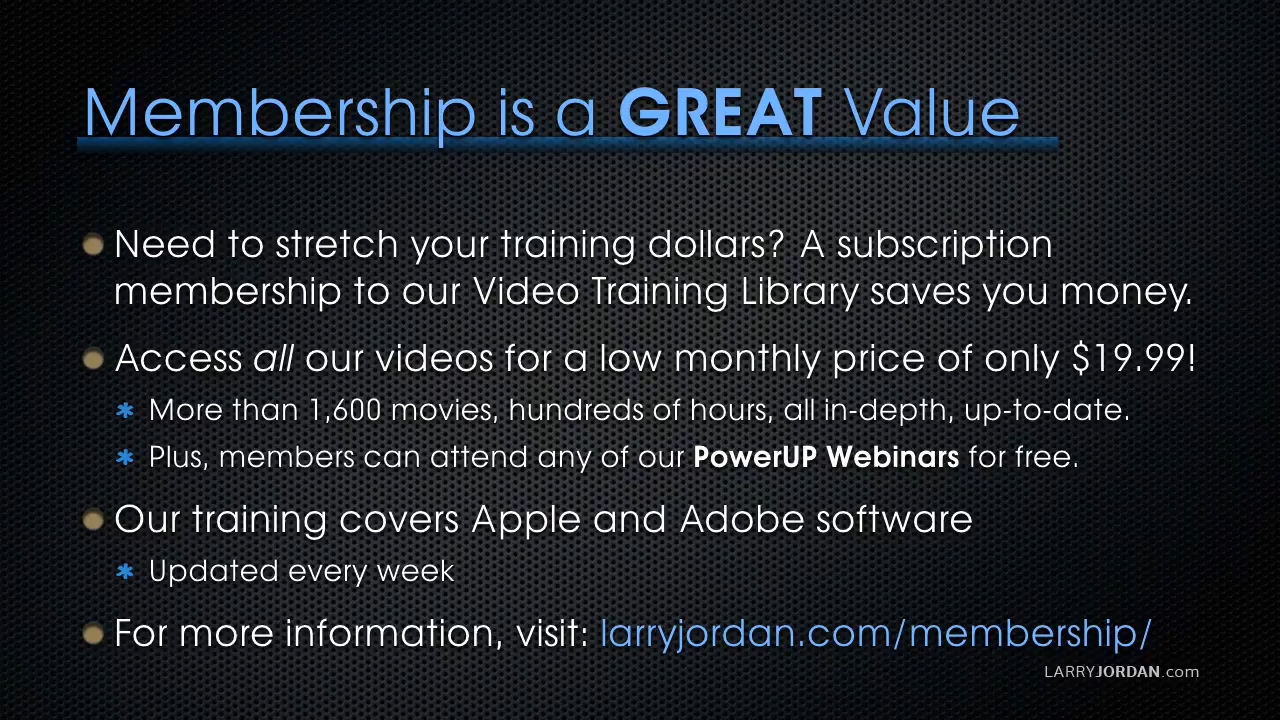 Membership is a GREAT Value
Need to stretch your training dollars? A subscription
membership to our Video Training Library saves you money.
Access all our videos for a low monthly price of only $19.99!
More than 1,600 movies, hundreds of hours, all in-depth, up-to-date.
Plus, members can attend any of our PowerUP Webinars for free.
Our training covers Apple and Adobe software
Updated every week
For more information, visit: larryjordan.com/membership/
LARRYJORDAN.com